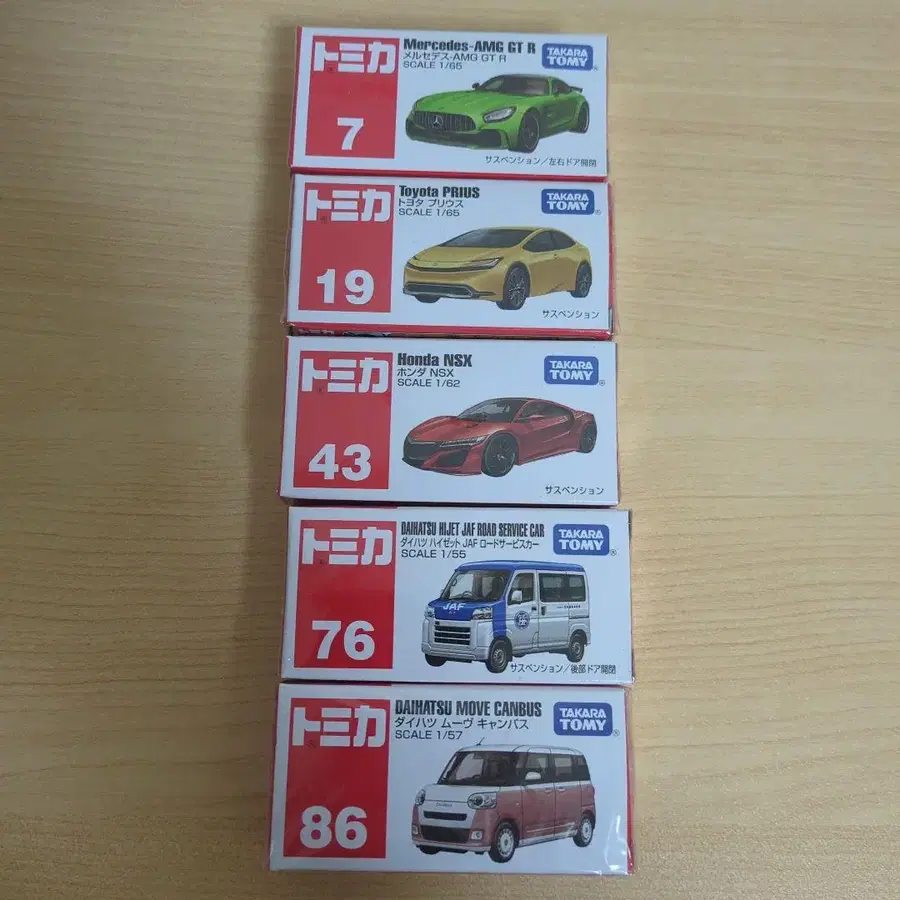 トミカ
7
Mercedes-AMG GT R
メルセデス-AMG GT R
SCALE 1/65
TAKARA
TOMY
®
サスペンション/左右ドア開閉
トミカ
®
19
Toyota PRIUS
トヨタ プリウス
SCALE 1/65
TAKARA
TOMY
®
サスペンション
トミカ
トミカ
®
43
Honda NSX
ホンダ NSX
SCALE 1/62
TAKARA
TOMY
®
サスペンション
トミカ
®
76
DAIHATSU HIJET JAF ROAD SERVICE CAR
ダイハツ ハイゼット JAF ロードサービスカー
SCALE 1/55
TAKARA
TOMY
®
JAF
サスペンション/後部ドア開閉
トミカ
®
86
DAIHATSU MOVE CANBUS
ダイハツ ムーヴ キャンバス
SCALE 1/57
TAKARA
TOMY
®